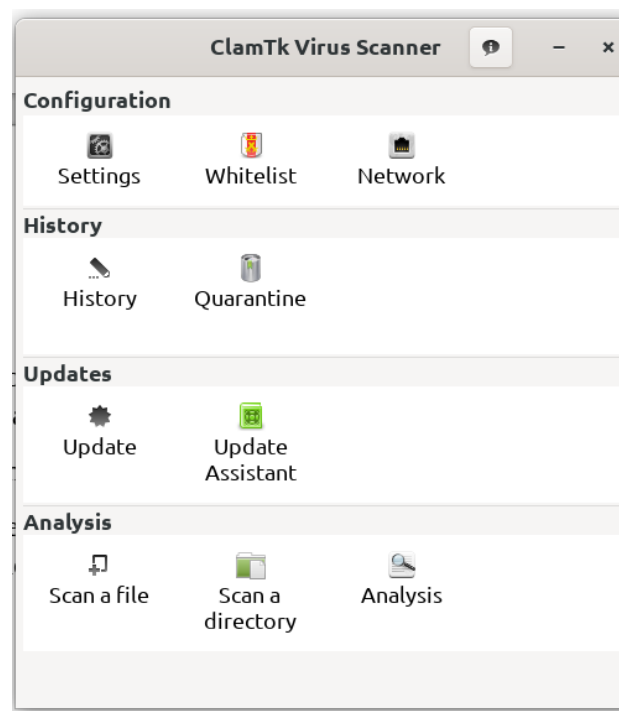 ClamTk Virus Scanner
Configuration
Settings Whitelist Network
History
History Quarantine
Updates
Update Update
Assistant
Analysis
Scan a file Scan a Analysis
directory